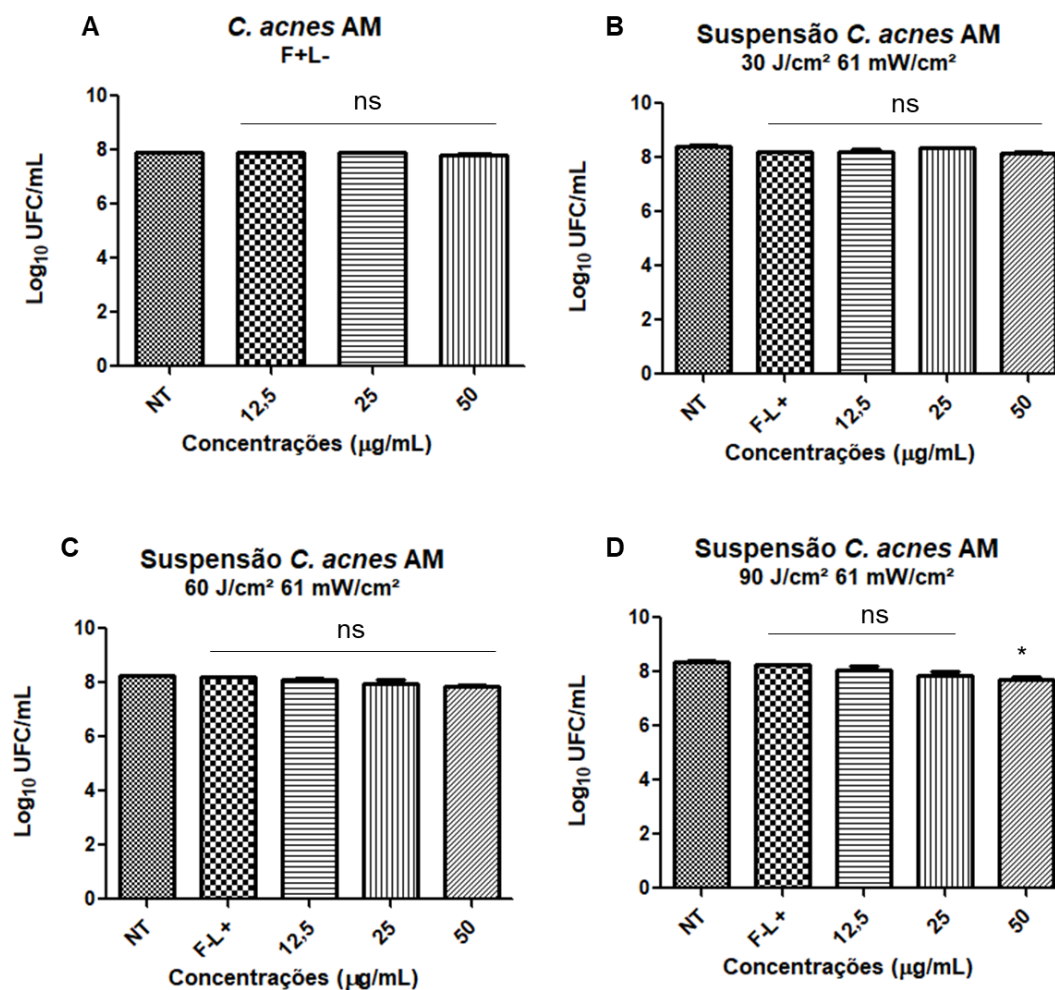 A
C. acnes AM
F+L-
ns
Log10 UFC/mL
10
8
6
4
2
0
NT
12,5
25
50
Concentrações (μg/mL)
B
Suspensão C. acnes AM
30 J/cm² 61 mW/cm²
ns
Log10 UFC/mL
10
8
6
4
2
0
NT
F-L+
12,5
25
50
Concentrações (μg/mL)
C
Suspensão C. acnes AM
60 J/cm² 61 mW/cm²
ns
Log10 UFC/mL
10
8
6
4
2
0
NT
F-L+
12,5
25
50
Concentrações (μg/mL)
D
Suspensão C. acnes AM
90 J/cm² 61 mW/cm²
ns
*
Log10 UFC/mL
10
8
6
4
2
0
NT
F-L+
12,5
25
50
Concentrações (μg/mL)